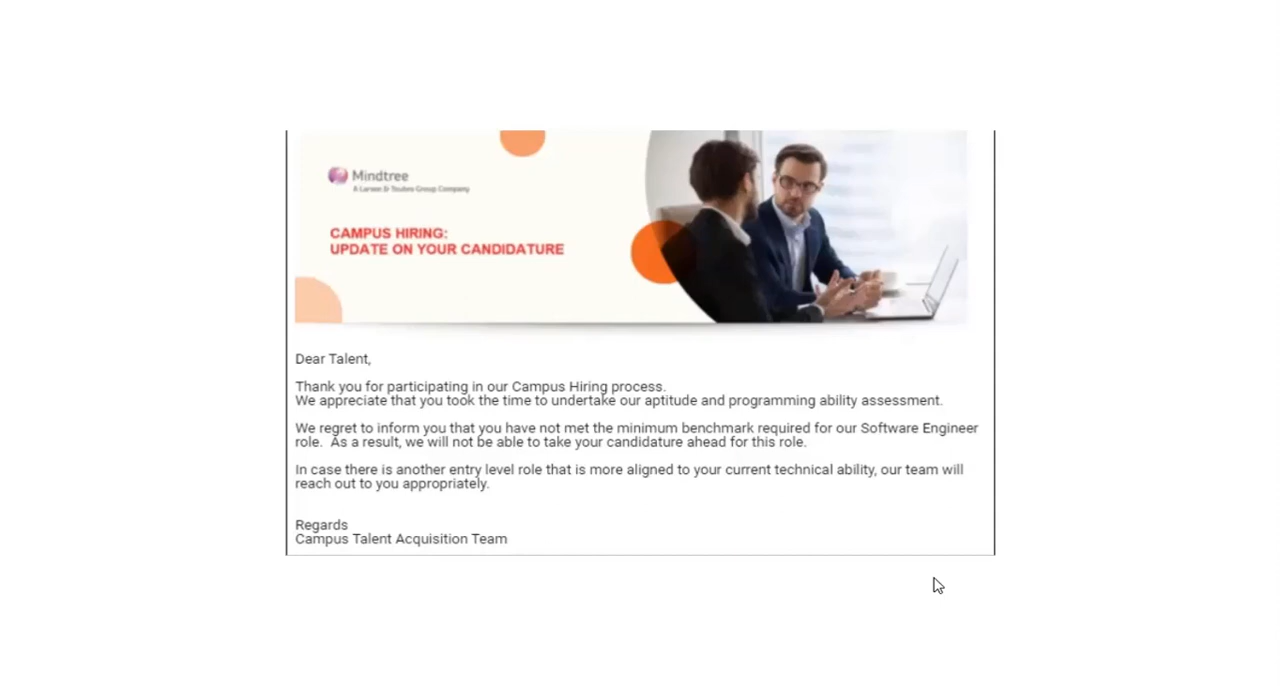 Mindtree
A Larsen & Toubro Group Company
CAMPUS HIRING:
UPDATE ON YOUR CANDIDATURE
Dear Talent,
Thank you for participating in our Campus Hiring process.
We appreciate that you took the time to undertake our aptitude and programming ability assessment.
We regret to inform you that you have not met the minimum benchmark required for our Software Engineer
role.  As a result, we will not be able to take your candidature ahead for this role.
In case there is another entry level role that is more aligned to your current technical ability, our team will
reach out to you appropriately.
Regards
Campus Talent Acquisition Team